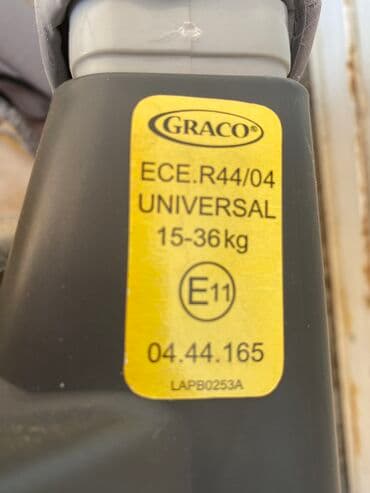 GRACO®
ECE.R44/04
UNIVERSAL
15-36kg
E11
04.44.165
LAPB0253A